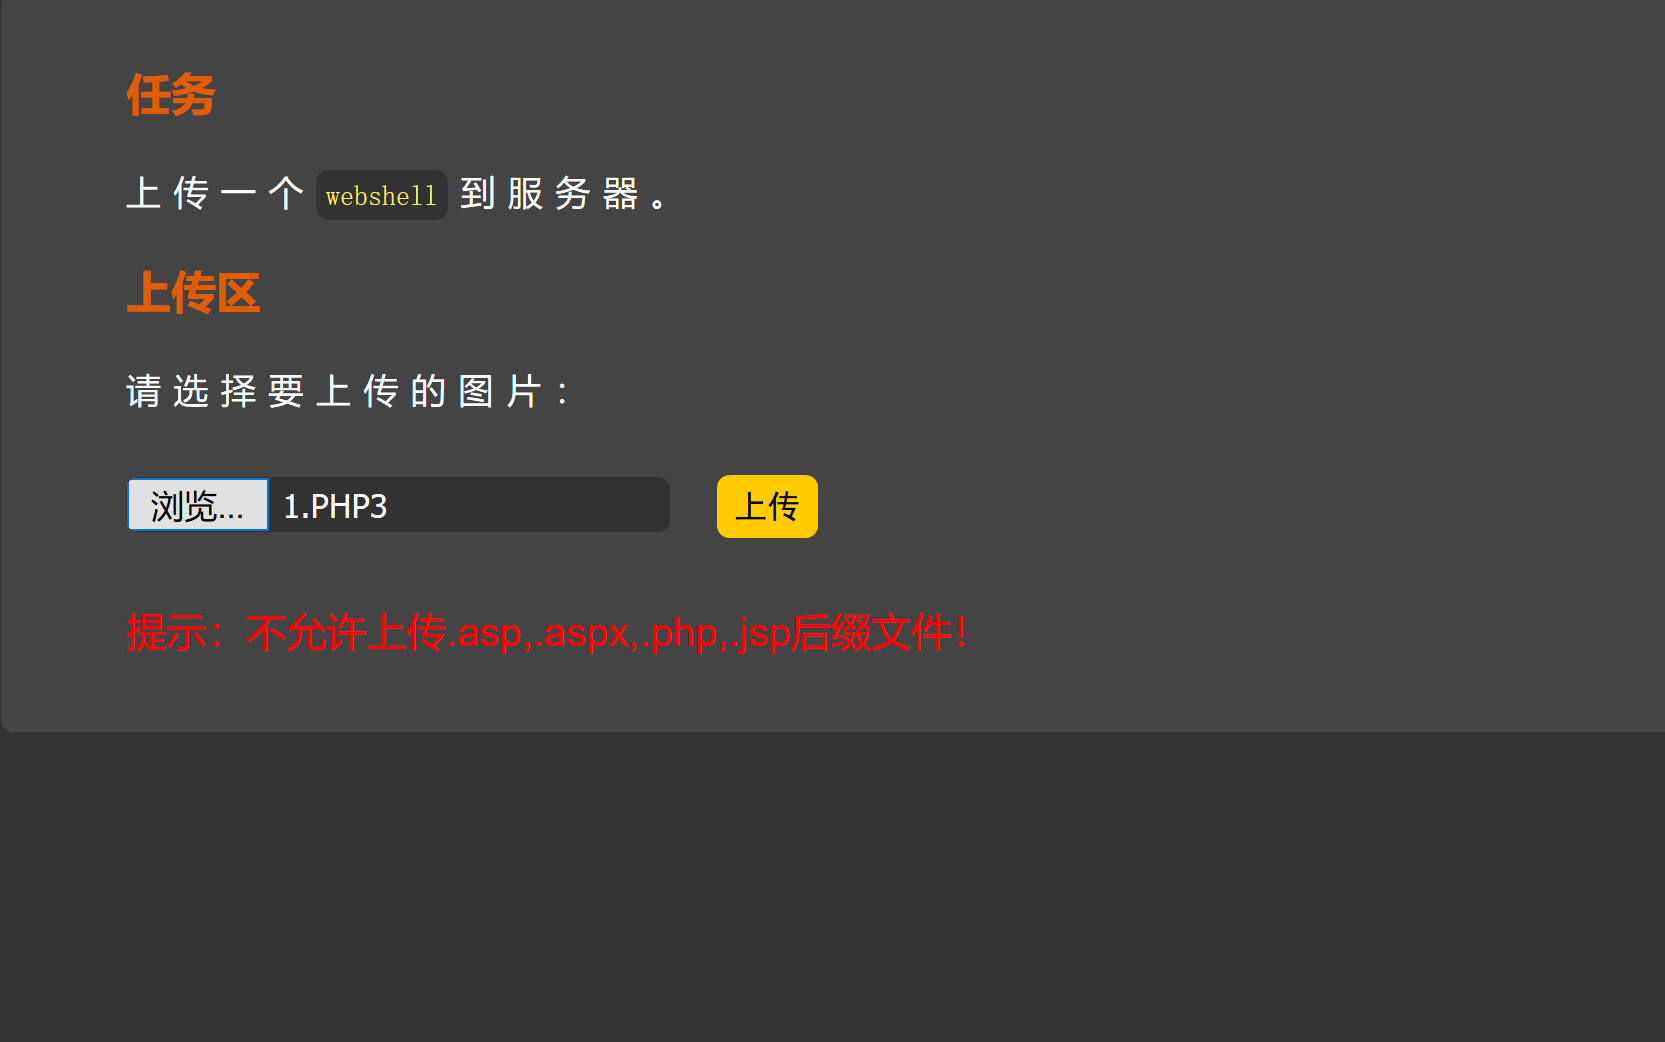 任务
上传一个 webshell 到服务器。
上传区
请选择要上传的图片：
浏览... 1.PHP3 上传
提示：不允许上传.asp,.aspx,.php,.jsp后缀文件！